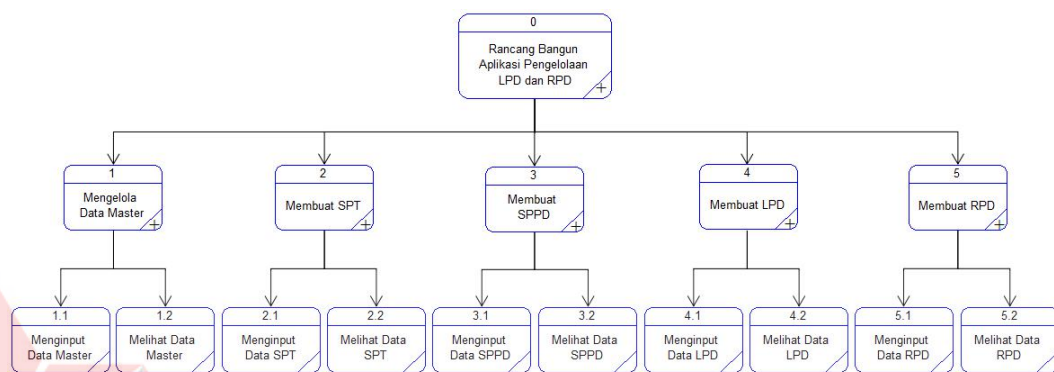 0
Rancang Bangun
Aplikasi Pengelolaan
LPD dan RPD
1
Mengelola
Data Master
2
Membuat SPT
3
Membuat
SPPD
4
Membuat LPD
5
Membuat RPD
1.1
Menginput
Data Master
1.2
Melihat Data
Master
2.1
Menginput
Data SPT
2.2
Melihat Data
SPT
3.1
Menginput
Data SPPD
3.2
Melihat Data
SPPD
4.1
Menginput
Data LPD
4.2
Melihat Data
LPD
5.1
Menginput
Data RPD
5.2
Melihat Data
RPD